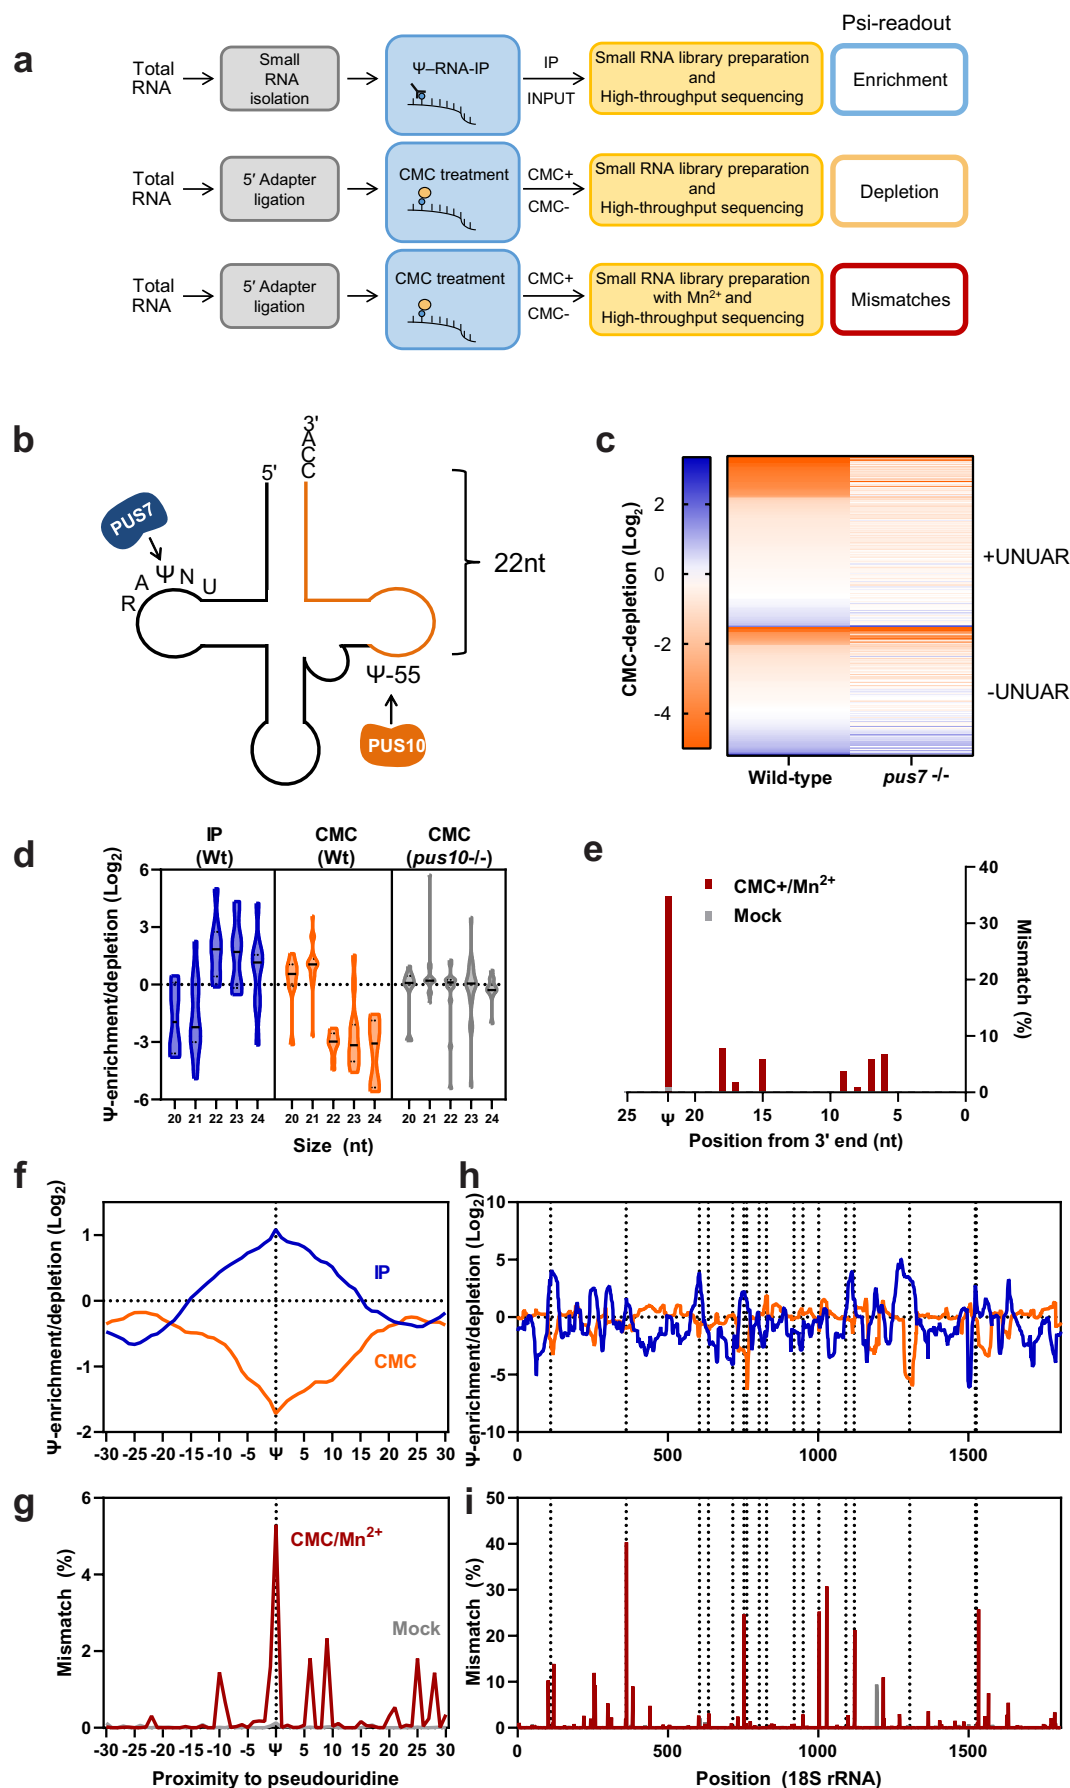 a
Psi-readout
Total
RNA
Small
RNA
isolation
Ψ–RNA-IP
IP
INPUT
Small RNA library preparation
and
High-throughput sequencing
Enrichment
Total
RNA
5′ Adapter
ligation
CMC treatment
CMC+
CMC-
Small RNA library preparation
and
High-throughput sequencing
Depletion
Total
RNA
5′ Adapter
ligation
CMC treatment
CMC+
CMC-
Small RNA library preparation
with Mn²⁺ and
High-throughput sequencing
Mismatches
b
3'
A
C
C
5'
PUS7
R A Ψ N U
22nt
Ψ-55
PUS10
c
CMC-depletion (Log₂)
2
0
-2
-4
+UNUAR
-UNUAR
Wild-type
pus7 -/-
d
IP
(Wt)
CMC
(Wt)
CMC
(pus10-/-)
Ψ-enrichment/depletion (Log₂)
6
3
0
-3
-6
20 21 22 23 24 20 21 22 23 24 20 21 22 23 24
Size (nt)
e
CMC+/Mn²⁺
Mock
40
30
20
10
0
Mismatch (%)
25 Ψ 20 15 10 5 0
Position from 3' end (nt)
f
Ψ-enrichment/depletion (Log₂)
1
0
-1
-2
IP
CMC
-30 -25 -20 -15 -10 -5 Ψ 5 10 15 20 25 30
h
Ψ-enrichment/depletion (Log₂)
10
5
0
-5
-10
0 500 1000 1500
g
Mismatch (%)
6
4
2
0
CMC/Mn²⁺
Mock
-30 -25 -20 -15 -10 -5 Ψ 5 10 15 20 25 30
Proximity to pseudouridine
i
Mismatch (%)
50
40
30
20
10
0
0 500 1000 1500
Position (18S rRNA)